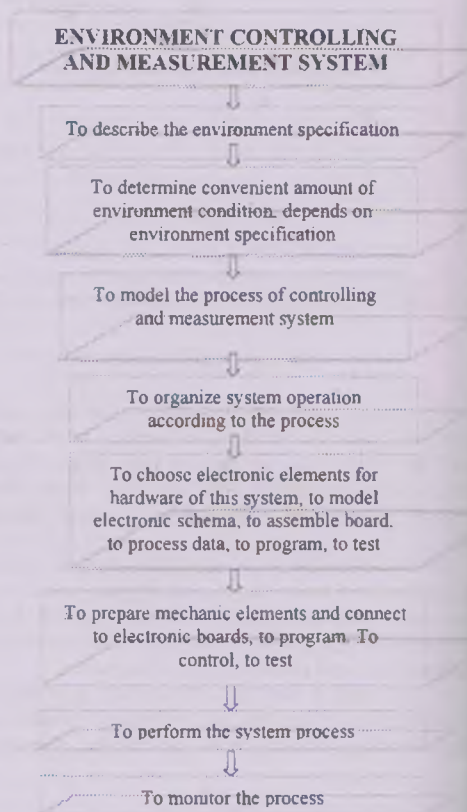 ENVIRONMENT CONTROLLING
AND MEASUREMENT SYSTEM
To describe the environment specification
To determine convenient amount of
environment condition. depends on
environment specification
To model the process of controlling
and measurement system
To organize system operation
according to the process
To choose electronic elements for
hardware of this system, to model
electronic schema, to assemble board.
to process data, to program, to test
To prepare mechanic elements and connect
to electronic boards, to program. To
control, to test
To perform the system process
To monitor the process